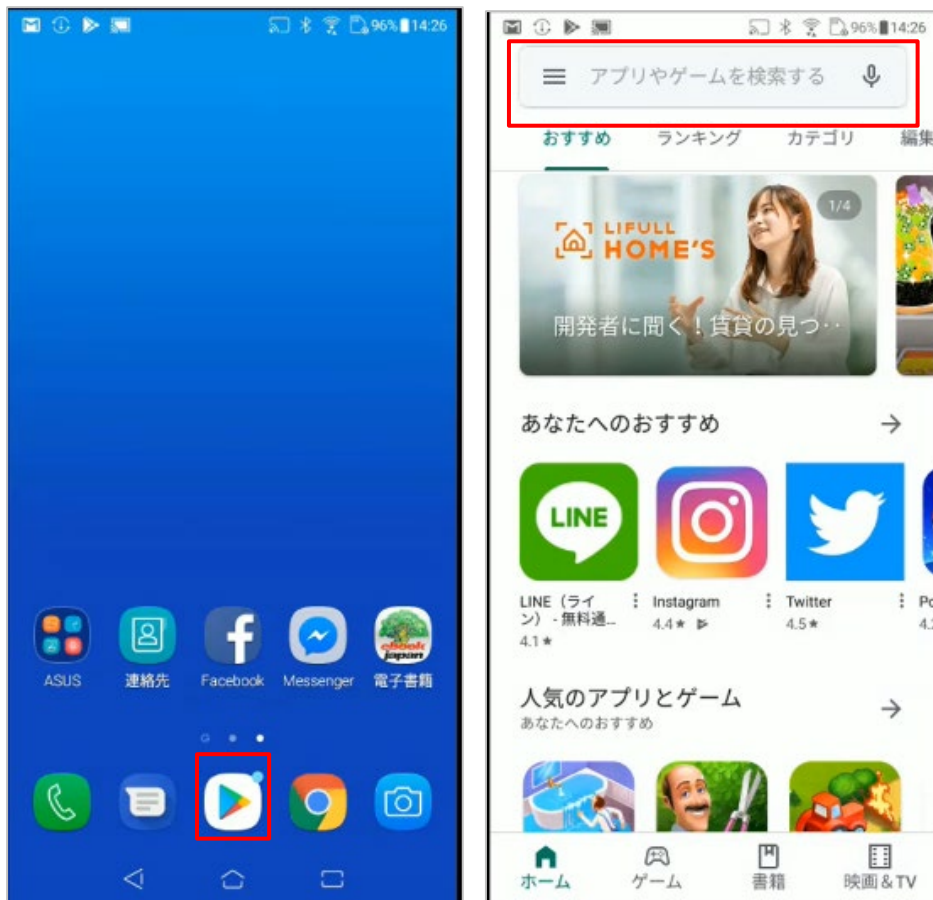 96% 14:26
ASUS
連絡先
Facebook
Messenger
ebook
japan
電子書籍
G
96% 14:26
アプリやゲームを検索する
おすすめ
ランキング
カテゴリ
編集
1/4
LIFULL
HOME'S
開発者に聞く！賃貸の見つ‥
あなたへのおすすめ
LINE
LINE（ライ
ン） - 無料通...
4.1★
Instagram
4.4★
Twitter
4.5★
Po
4.
人気のアプリとゲーム
あなたへのおすすめ
ホーム
ゲーム
書籍
映画＆TV